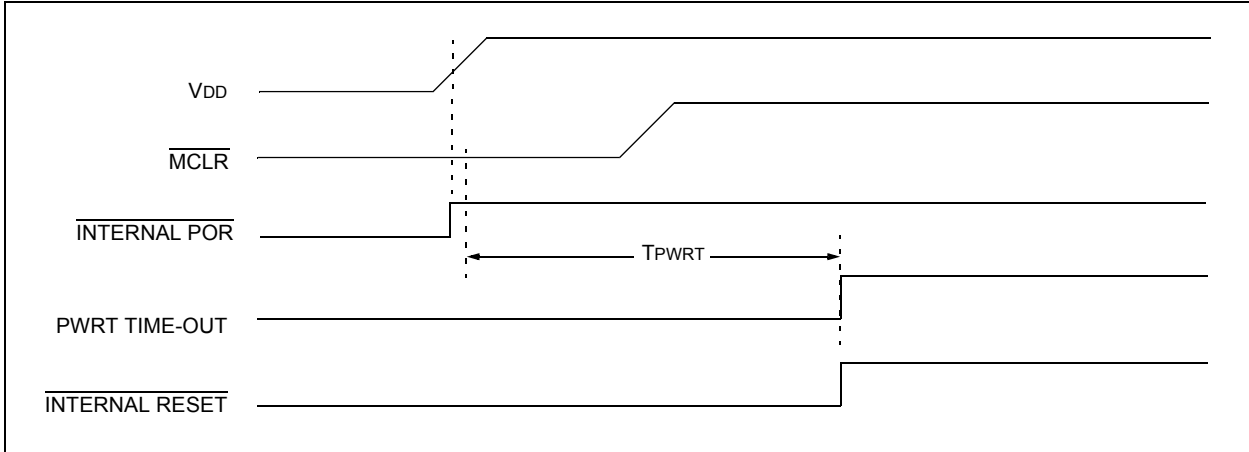 VDD
MCLR
INTERNAL POR
TPWRT
PWRT TIME-OUT
INTERNAL RESET